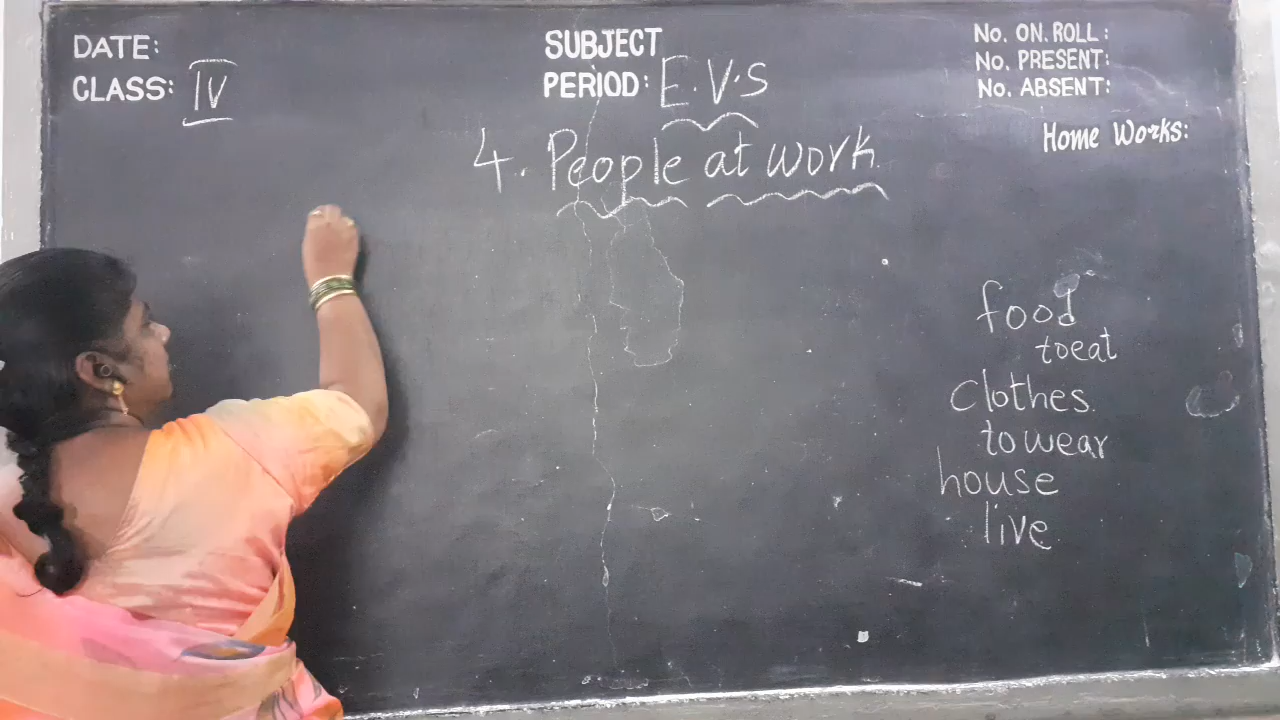 DATE:
CLASS: IV
SUBJECT
PERIOD: E.V.S
No. ON. ROLL:
No. PRESENT:
No. ABSENT:
Home Works:
4. People at work
food
to eat
Clothes.
to wear
house
live.